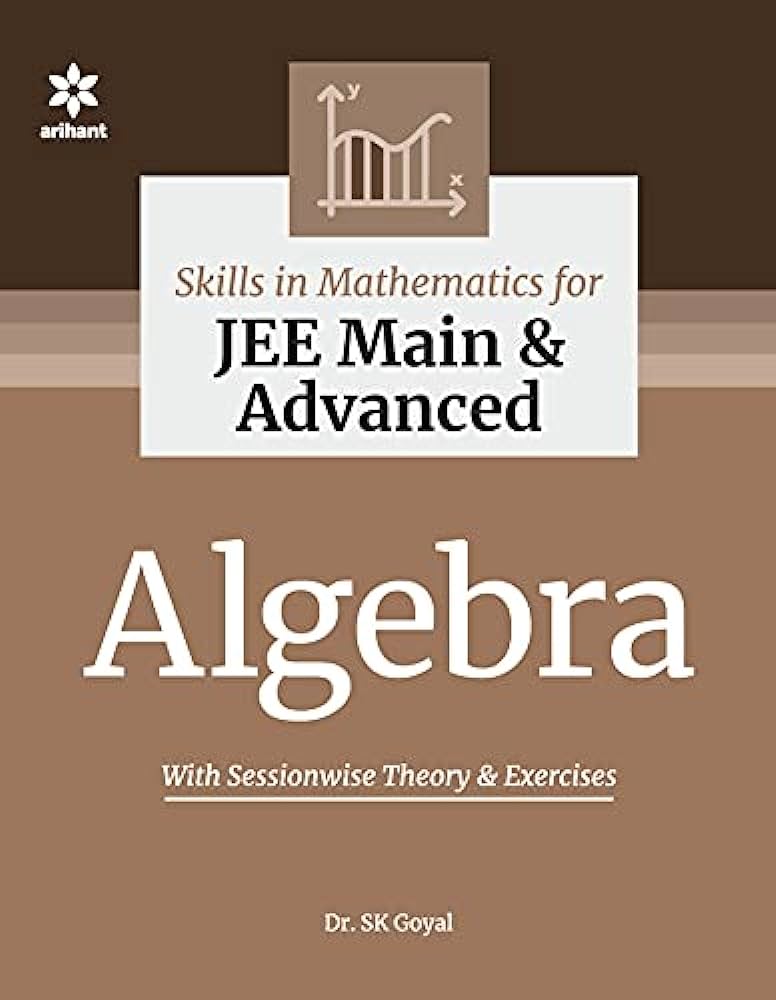 arihant
y
x
Skills in Mathematics for
JEE Main &
Advanced
Algebra
With Sessionwise Theory & Exercises
Dr. SK Goyal